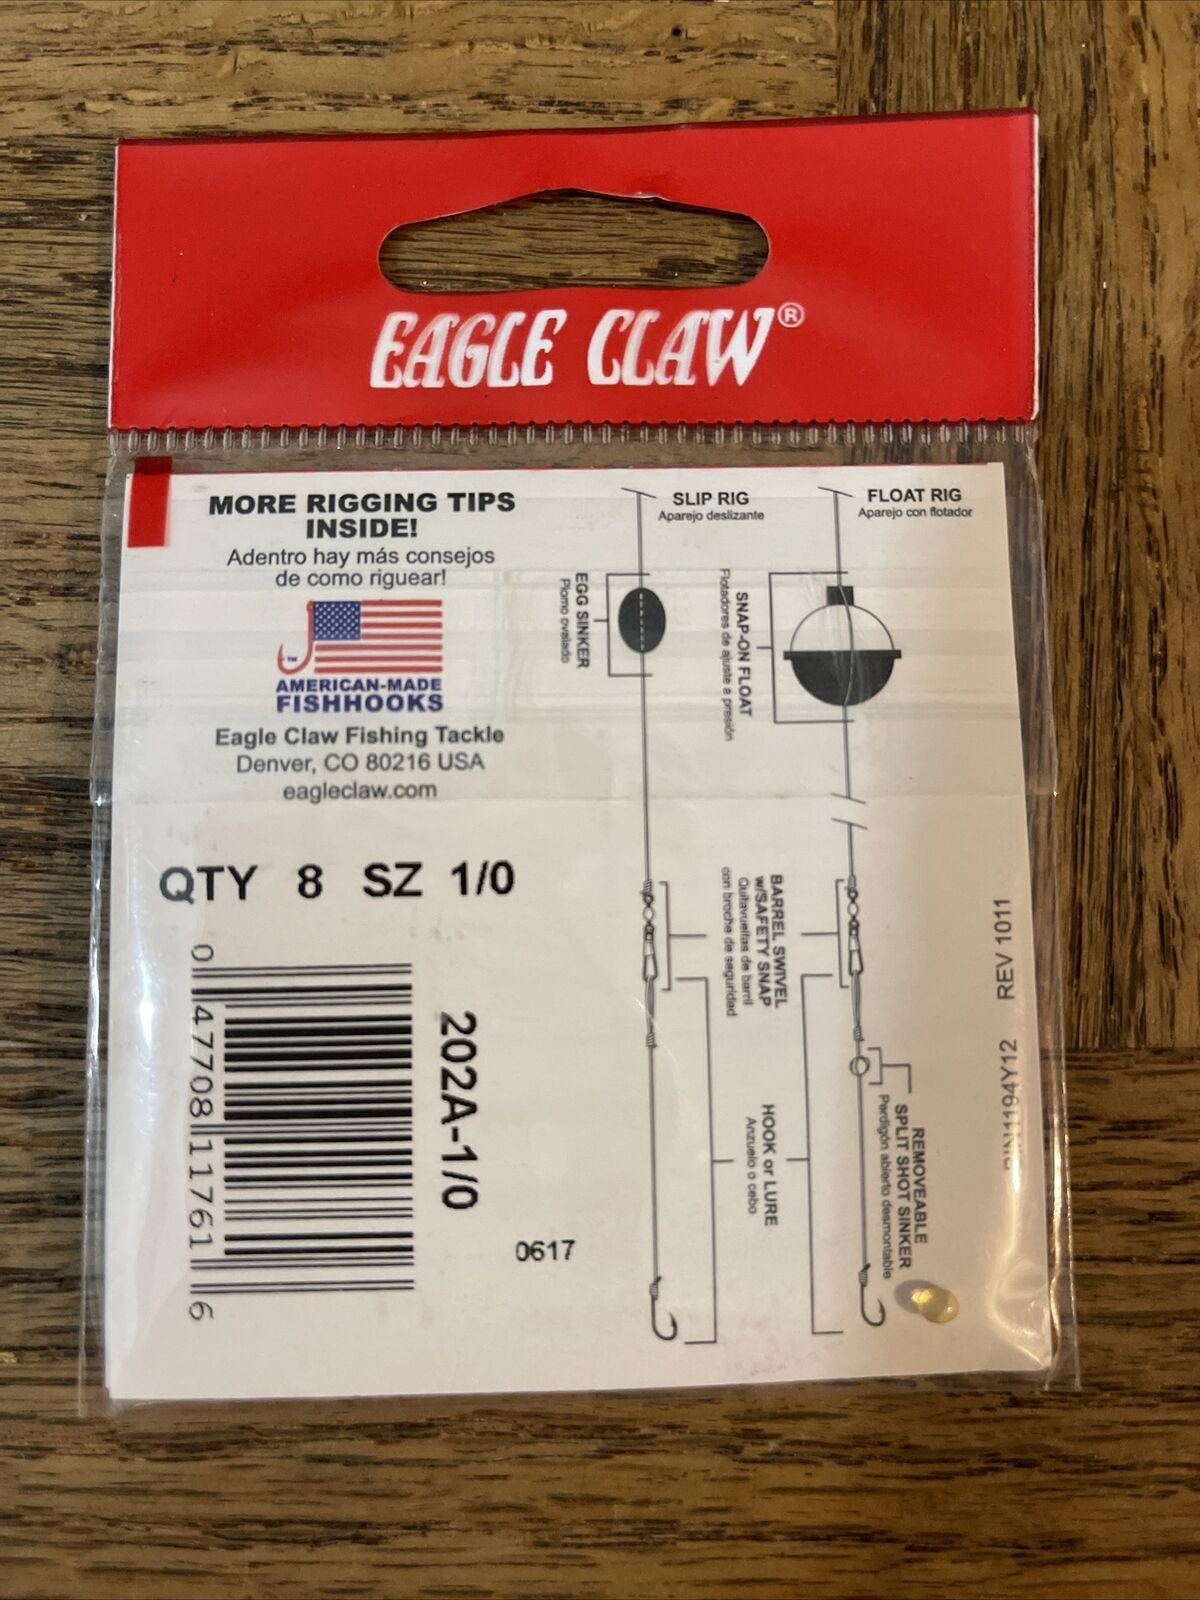 EAGLE CLAW®
MORE RIGGING TIPS
INSIDE!
Adentro hay más consejos
de como riguear!
™
AMERICAN-MADE
FISHHOOKS
Eagle Claw Fishing Tackle
Denver, CO 80216 USA
eagleclaw.com
QTY 8 SZ 1/0
0 47708 11761 6
202A-1/0
0617
SLIP RIG
Aparejo deslizante
EGG SINKER
Plomo ovalado
FLOAT RIG
Aparejo con flotador
SNAP-ON FLOAT
Flotadores de ajuste a presión
BARREL SWIVEL
w/SAFETY SNAP
Quitavueltas de barril
con broche de seguridad
HOOK or LURE
Anzuelo o cebo
REMOVEABLE
SPLIT SHOT SINKER
Perdigón abierto desmontable
REV 1011